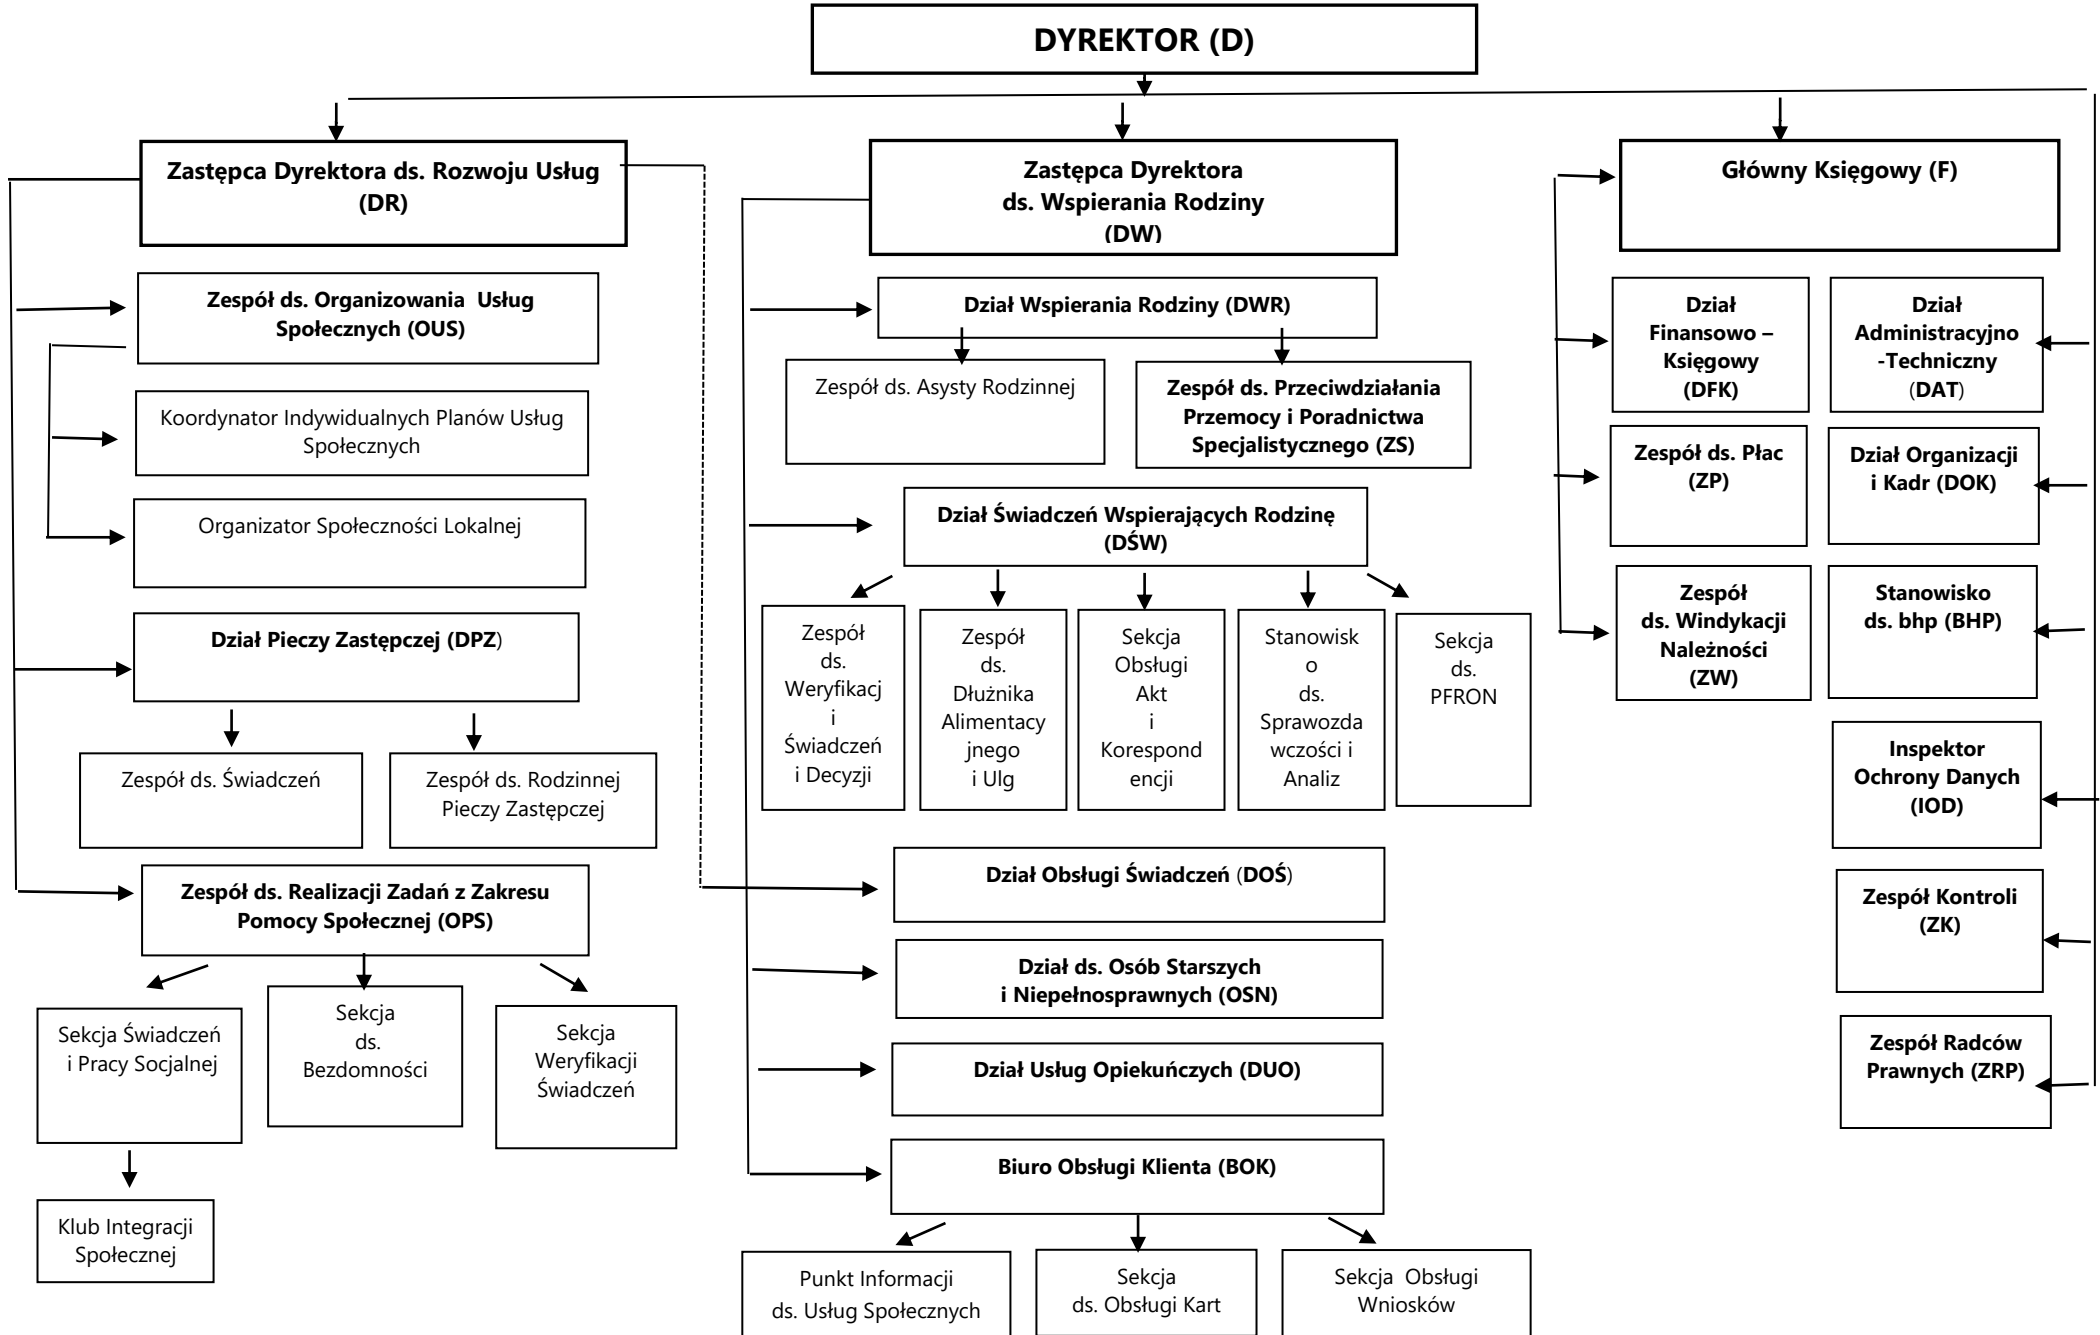 DYREKTOR (D)
Zastępca Dyrektora ds. Rozwoju Usług
(DR)
Zespół ds. Organizowania  Usług
Społecznych (OUS)
Koordynator Indywidualnych Planów Usług
Społecznych
Organizator Społeczności Lokalnej
Dział Pieczy Zastępczej (DPZ)
Zespół ds. Świadczeń
Zespół ds. Rodzinnej
Pieczy Zastępczej
Zespół ds. Realizacji Zadań z Zakresu
Pomocy Społecznej (OPS)
Sekcja Świadczeń
i Pracy Socjalnej
Sekcja
ds.
Bezdomności
Sekcja
Weryfikacji
Świadczeń
Klub Integracji
Społecznej
Zastępca Dyrektora
ds. Wspierania Rodziny
(DW)
Dział Wspierania Rodziny (DWR)
Zespół ds. Asysty Rodzinnej
Zespół ds. Przeciwdziałania
Przemocy i Poradnictwa
Specjalistycznego (ZS)
Dział Świadczeń Wspierających Rodzinę
(DŚW)
Zespół
ds.
Weryfikacj
i
Świadczeń
i Decyzji
Zespół
ds.
Dłużnika
Alimentacy
jnego
i Ulg
Sekcja
Obsługi
Akt
i
Korespond
encji
Stanowisk
o
ds.
Sprawozda
wczości i
Analiz
Sekcja
ds.
PFRON
Dział Obsługi Świadczeń (DOŚ)
Dział ds. Osób Starszych
i Niepełnosprawnych (OSN)
Dział Usług Opiekuńczych (DUO)
Biuro Obsługi Klienta (BOK)
Punkt Informacji
ds. Usług Społecznych
Sekcja
ds. Obsługi Kart
Sekcja  Obsługi
Wniosków
Główny Księgowy (F)
Dział
Finansowo –
Księgowy
(DFK)
Zespół ds. Płac
(ZP)
Zespół
ds. Windykacji
Należności
(ZW)
Dział
Administracyjno
-Techniczny
(DAT)
Dział Organizacji
i Kadr (DOK)
Stanowisko
ds. bhp (BHP)
Inspektor
Ochrony Danych
(IOD)
Zespół Kontroli
(ZK)
Zespół Radców
Prawnych (ZRP)